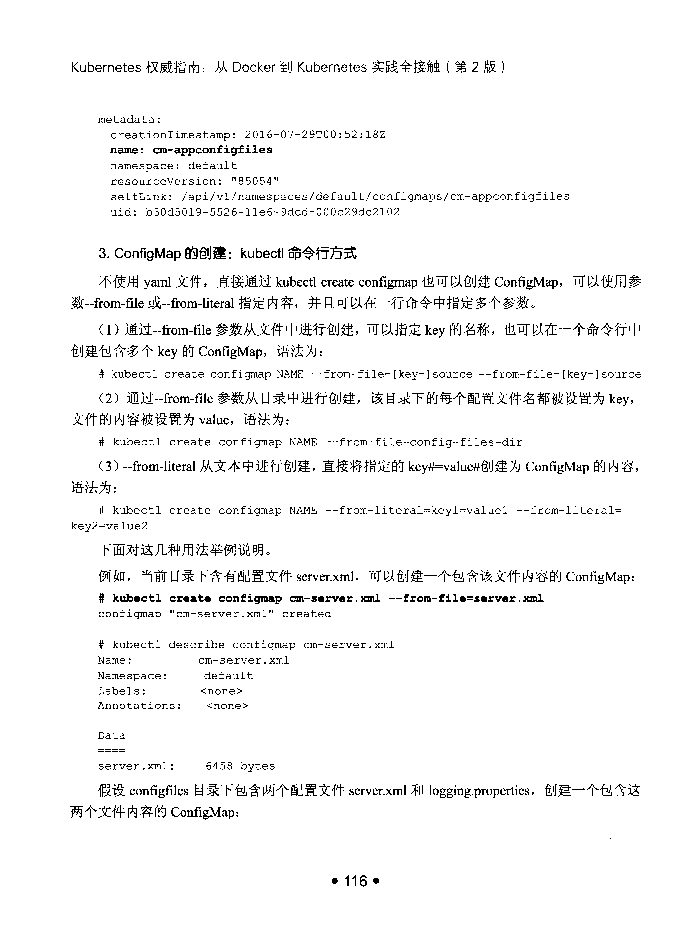 Kubernetes 权威指南：从 Docker 到 Kubernetes 实践全接触（第 2 版）
metadata:
creationTimestamp: 2016-07-29T00:52:18Z
name: cm-appconfigfiles
namespace: default
resourceVersion: "85054"
selfLink: /api/v1/namespaces/default/configmaps/cm-appconfigfiles
uid: b30d5019-5526-11e6-9dcd-000c29dc2102
3. ConfigMap 的创建：kubectl 命令行方式
不使用 yaml 文件，直接通过 kubectl create configmap 也可以创建 ConfigMap，可以使用参
数--from-file 或--from-literal 指定内容，并且可以在一行命令中指定多个参数。
（1）通过--from-file 参数从文件中进行创建，可以指定 key 的名称，也可以在一个命令行中
创建包含多个 key 的 ConfigMap，语法为：
# kubectl create configmap NAME --from-file=[key=]source --from-file=[key=]source
（2）通过--from-file 参数从目录中进行创建，该目录下的每个配置文件名都被设置为 key，
文件的内容被设置为 value，语法为：
# kubectl create configmap NAME --from-file=config-files-dir
（3）--from-literal 从文本中进行创建，直接将指定的 key#=value#创建为 ConfigMap 的内容，
语法为：
# kubectl create configmap NAME --from-literal=key1=value1 --from-literal=
key2=value2
下面对这几种用法举例说明。
例如，当前目录下含有配置文件 server.xml，可以创建一个包含该文件内容的 ConfigMap：
# kubectl create configmap cm-server.xml --from-file=server.xml
configmap "cm-server.xml" created
# kubectl describe configmap cm-server.xml
Name: cm-server.xml
Namespace: default
Labels: <none>
Annotations: <none>
Data
====
server.xml: 6458 bytes
假设 configfiles 目录下包含两个配置文件 server.xml 和 logging.properties，创建一个包含这
两个文件内容的 ConfigMap：
• 116 •